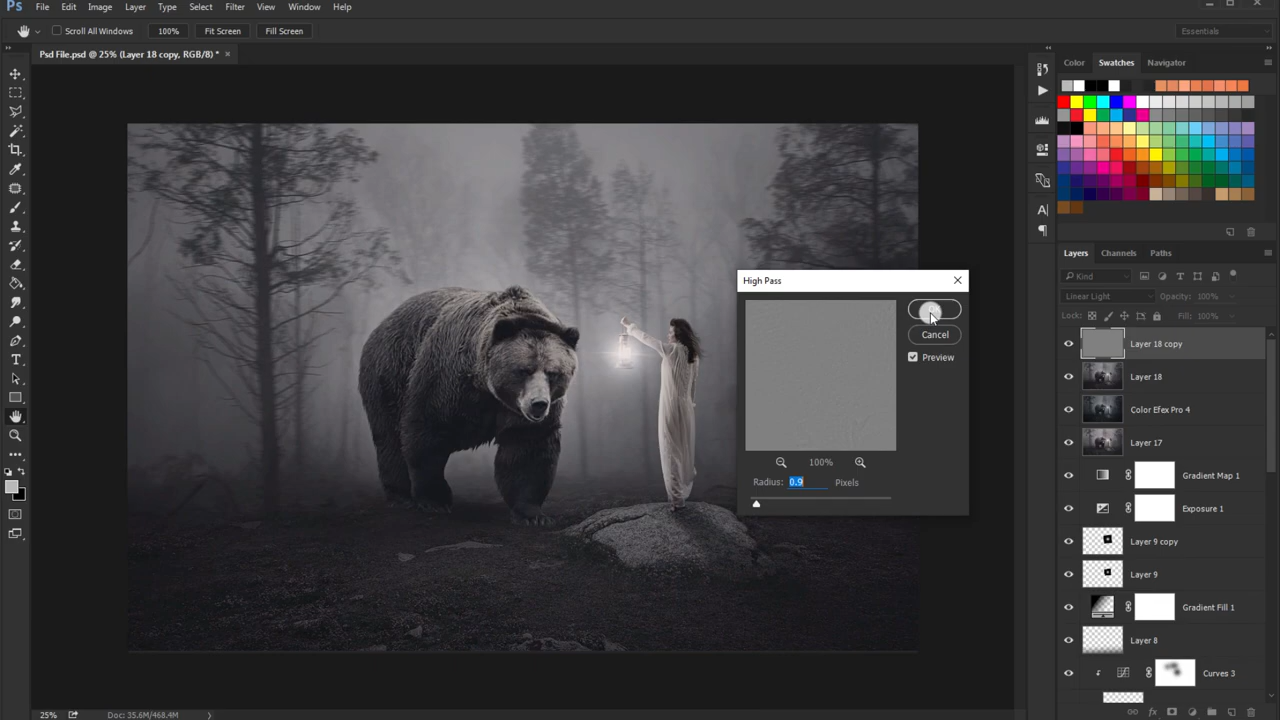 Ps File Edit Image Layer Type Select Filter View Window Help
Scroll All Windows 100% Fit Screen Fill Screen Essentials
Psd File.psd @ 25% (Layer 18 copy, RGB/8) * ×
Color Swatches Navigator
High Pass
Cancel
Preview
100%
Radius: 0.9 Pixels
Layers Channels Paths
Kind
Linear Light Opacity: 100%
Lock: Fill: 100%
Layer 18 copy
Layer 18
Color Efex Pro 4
Layer 17
Gradient Map 1
Exposure 1
Layer 9 copy
Layer 9
Gradient Fill 1
Layer 8
Curves 3
25% Doc: 35.6M/468.4M